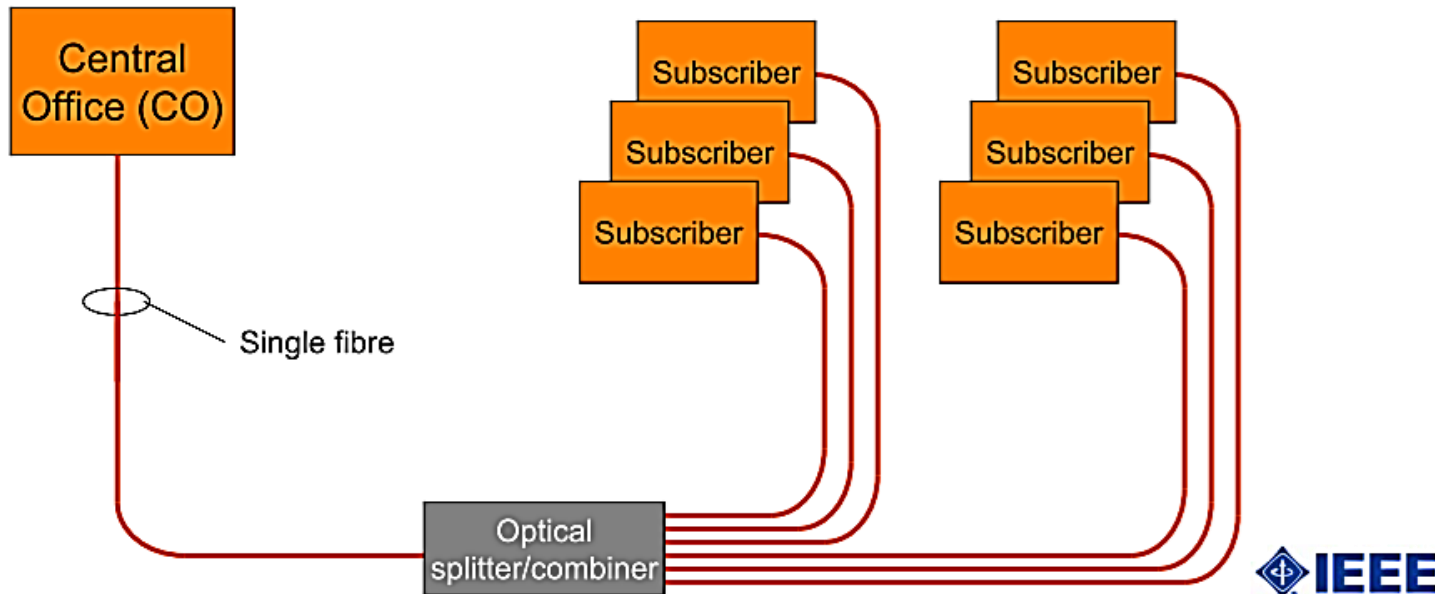 Central
Office (CO)
Subscriber
Subscriber
Subscriber
Subscriber
Subscriber
Subscriber
Single fibre
Optical
splitter/combiner
IEEE